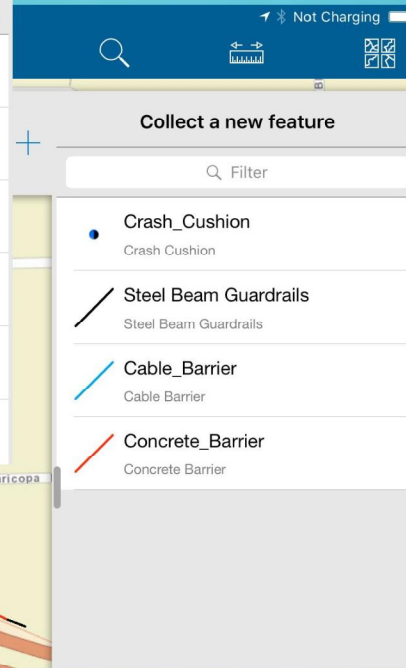 Not Charging
Collect a new feature
Filter
Crash_Cushion
Crash Cushion
Steel Beam Guardrails
Steel Beam Guardrails
Cable_Barrier
Cable Barrier
Concrete_Barrier
Concrete Barrier
ricopa